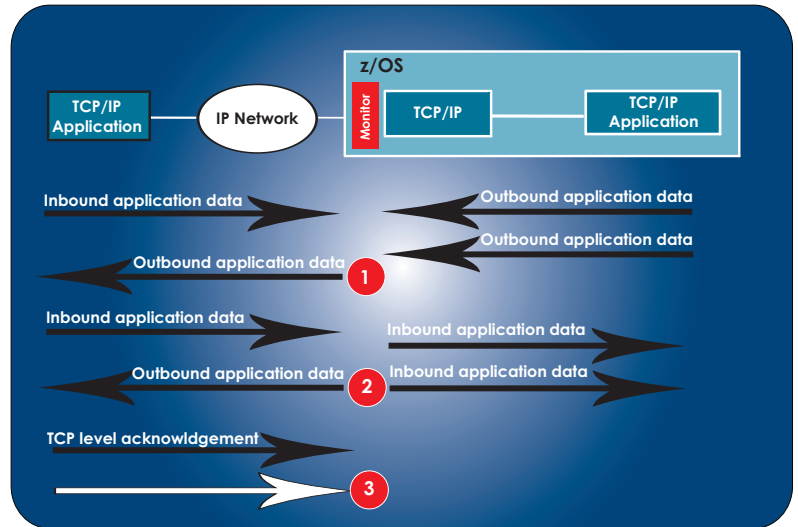 z/OS
TCP/IP
Application
IP Network
Monitor
TCP/IP
TCP/IP
Application
Inbound application data
Outbound application data
Outbound application data
Outbound application data
1
Inbound application data
Inbound application data
Outbound application data
2
Inbound application data
TCP level acknowldgement
3